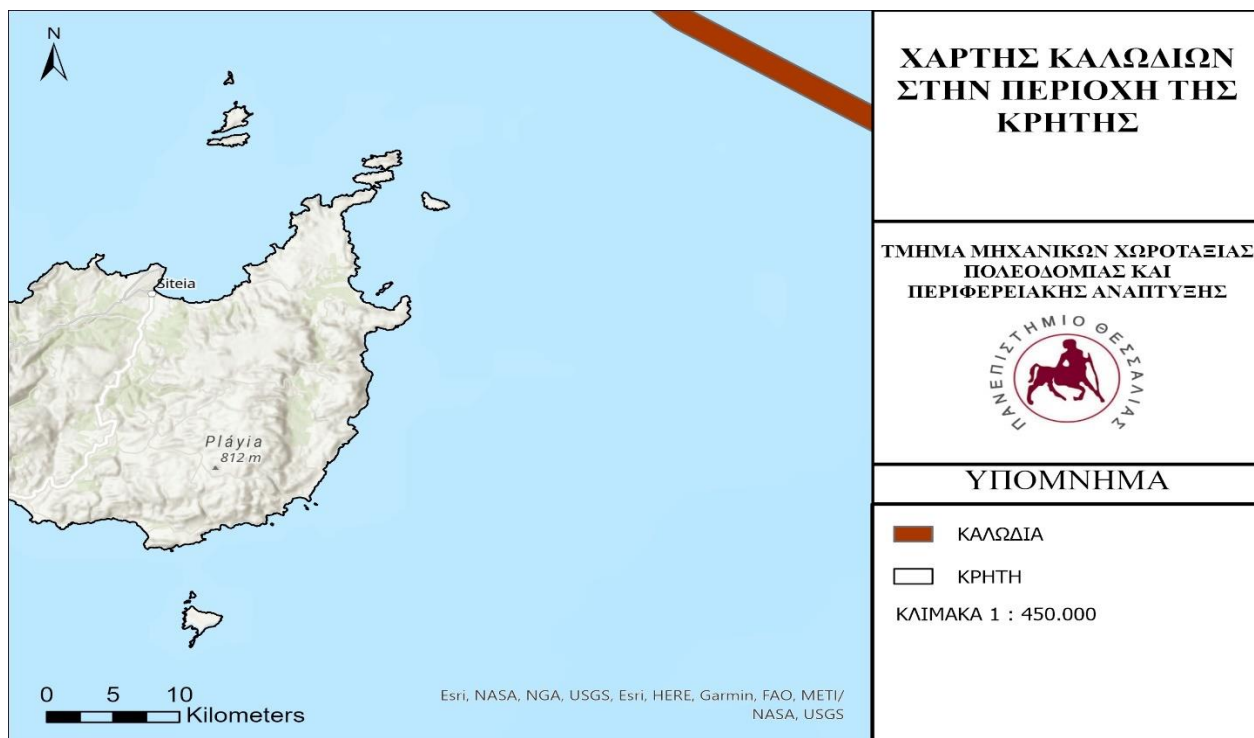 N
Siteia
Pláyia
812 m
0 5 10
Kilometers
Esri, NASA, NGA, USGS, Esri, HERE, Garmin, FAO, METI/
NASA, USGS
ΧΑΡΤΗΣ ΚΑΛΩΔΙΩΝ
ΣΤΗΝ ΠΕΡΙΟΧΗ ΤΗΣ
ΚΡΗΤΗΣ
ΤΜΗΜΑ ΜΗΧΑΝΙΚΩΝ ΧΩΡΟΤΑΞΙΑΣ
ΠΟΛΕΟΔΟΜΙΑΣ ΚΑΙ
ΠΕΡΙΦΕΡΕΙΑΚΗΣ ΑΝΑΠΤΥΞΗΣ
ΠΑΝΕΠΙΣΤΗΜΙΟ ΘΕΣΣΑΛΙΑΣ
ΥΠΟΜΝΗΜΑ
ΚΑΛΩΔΙΑ
ΚΡΗΤΗ
ΚΛΙΜΑΚΑ 1 : 450.000